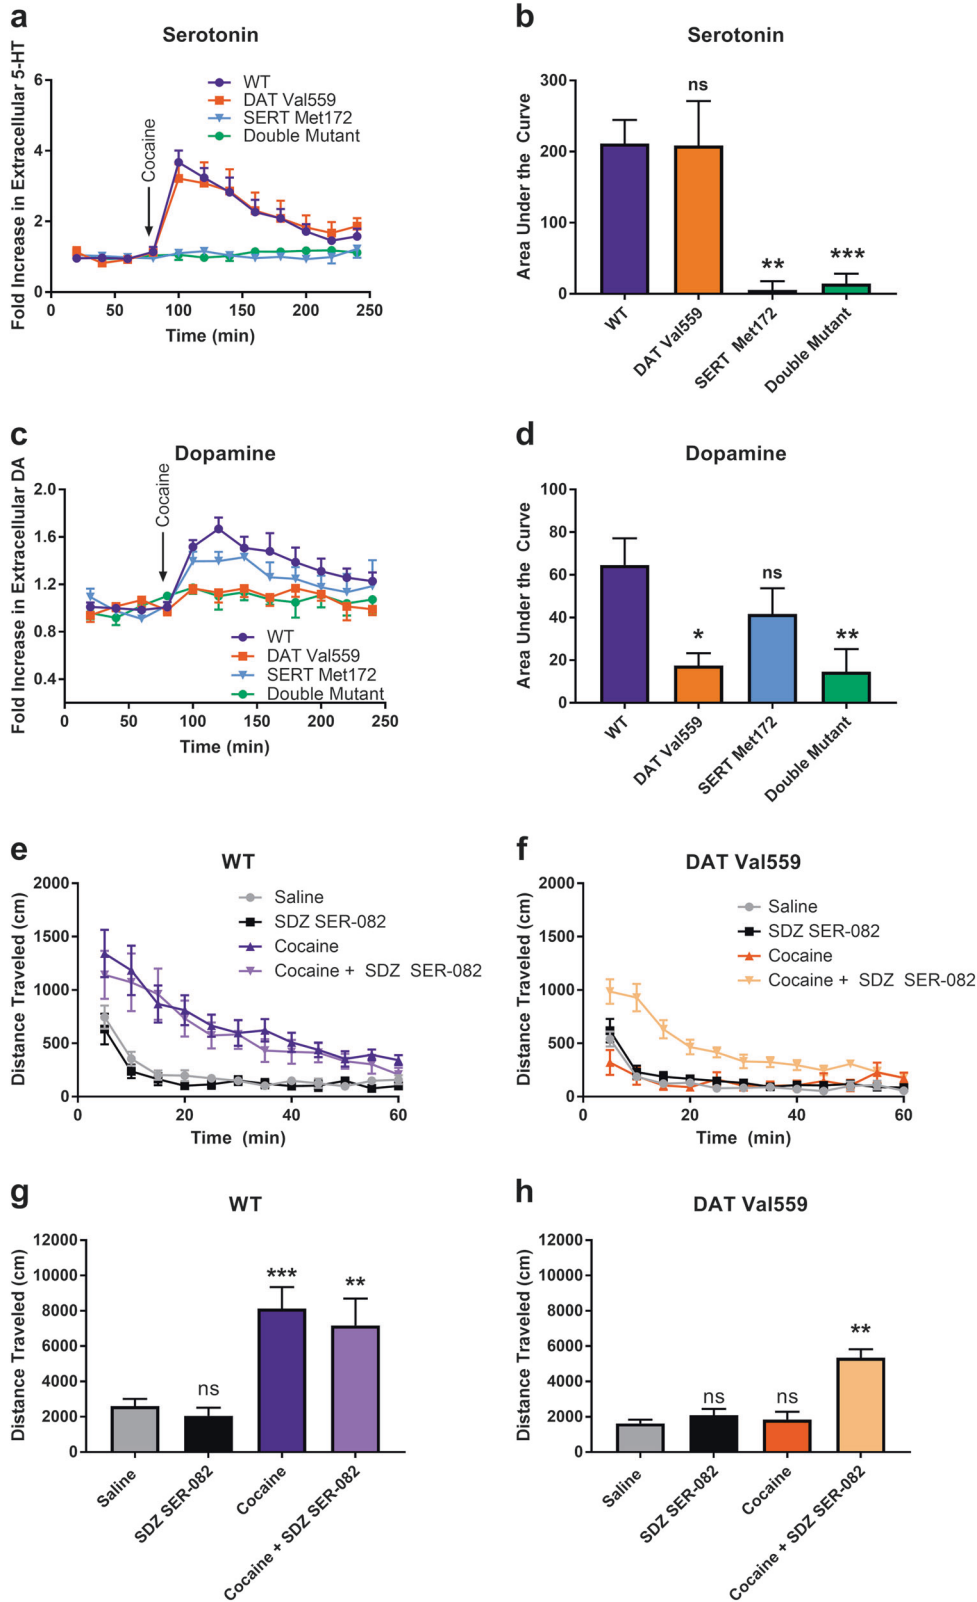 a
Serotonin
Fold Increase in Extracellular 5-HT
6
4
2
0
Cocaine
WT
DAT Val559
SERT Met172
Double Mutant
0 50 100 150 200 250
Time (min)
b
Serotonin
Area Under the Curve
300
200
100
0
ns
**
***
WT
DAT Val559
SERT Met172
Double Mutant
c
Dopamine
Fold Increase in Extracellular DA
2.0
1.6
1.2
0.8
0.4
Cocaine
WT
DAT Val559
SERT Met172
Double Mutant
0 50 100 150 200 250
Time (min)
d
Dopamine
Area Under the Curve
100
80
60
40
20
0
*
ns
**
WT
DAT Val559
SERT Met172
Double Mutant
e
WT
Distance Traveled (cm)
2000
1500
1000
500
0
Saline
SDZ SER-082
Cocaine
Cocaine + SDZ SER-082
0 20 40 60
Time (min)
f
DAT Val559
Distance Traveled (cm)
2000
1500
1000
500
0
Saline
SDZ SER-082
Cocaine
Cocaine + SDZ SER-082
0 20 40 60
Time (min)
g
WT
Distance Traveled (cm)
12000
10000
8000
6000
4000
2000
0
ns
***
**
Saline
SDZ SER-082
Cocaine
Cocaine + SDZ SER-082
h
DAT Val559
Distance Traveled (cm)
12000
10000
8000
6000
4000
2000
0
ns
ns
**
Saline
SDZ SER-082
Cocaine
Cocaine + SDZ SER-082